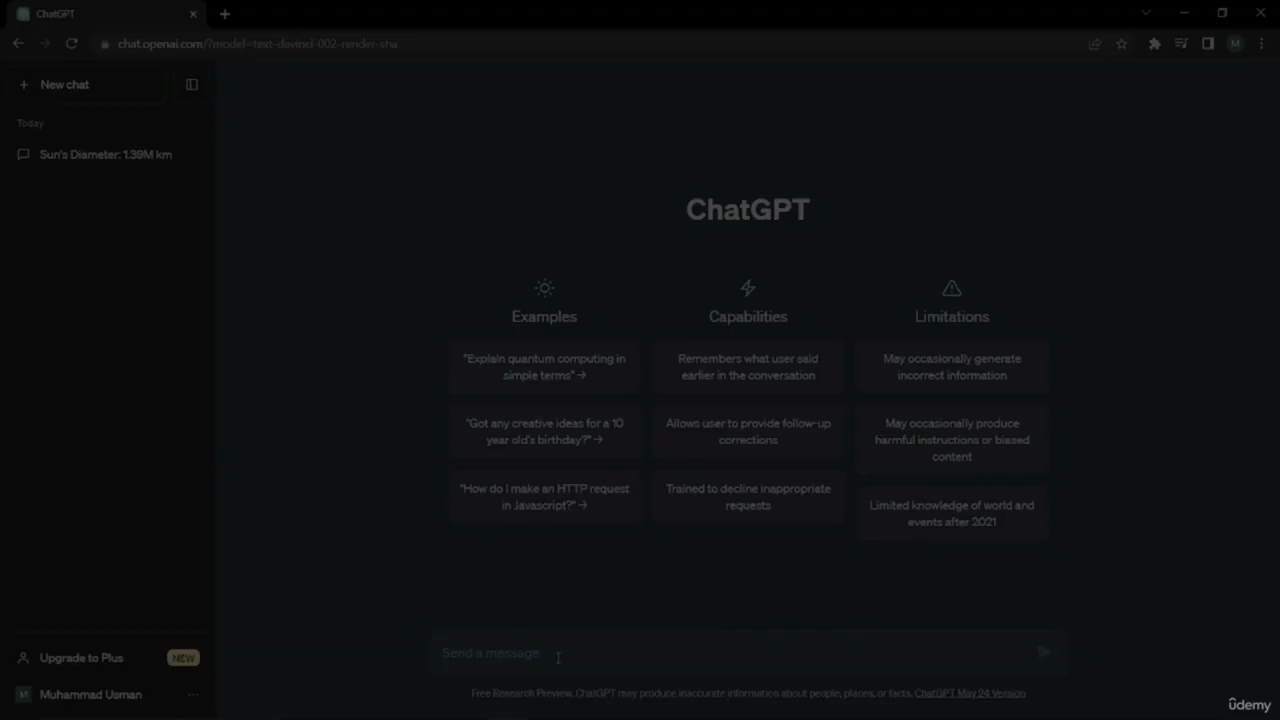 ChatGPT
chat.openai.com/?model=text-davinci-002-render-sha
M
New chat
Today
Sun's Diameter: 1.39M km
ChatGPT
Examples
"Explain quantum computing in
simple terms" →
"Got any creative ideas for a 10
year old's birthday?" →
"How do I make an HTTP request
in Javascript?" →
Capabilities
Remembers what user said
earlier in the conversation
Allows user to provide follow-up
corrections
Trained to decline inappropriate
requests
Limitations
May occasionally generate
incorrect information
May occasionally produce
harmful instructions or biased
content
Limited knowledge of world and
events after 2021
Upgrade to Plus NEW
M Muhammad Usman
Send a message
Free Research Preview. ChatGPT may produce inaccurate information about people, places, or facts. ChatGPT May 24 Version
ûdemy